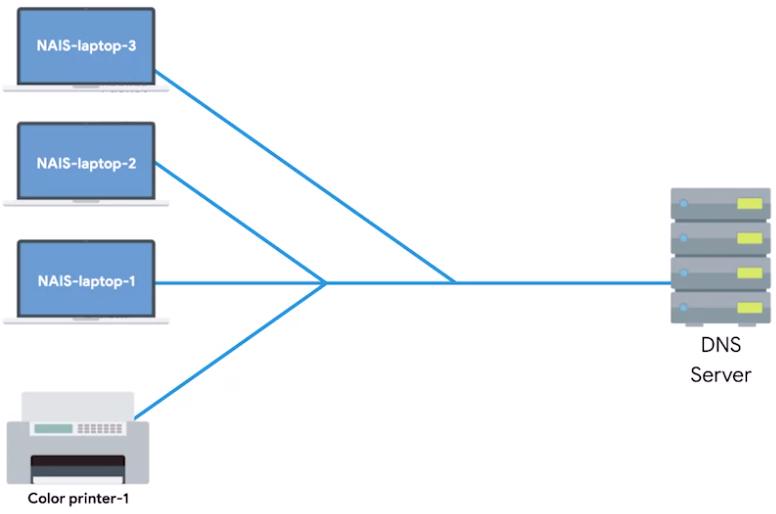 NAIS-laptop-3
NAIS-laptop-2
NAIS-laptop-1
DNS
Server
Color printer-1